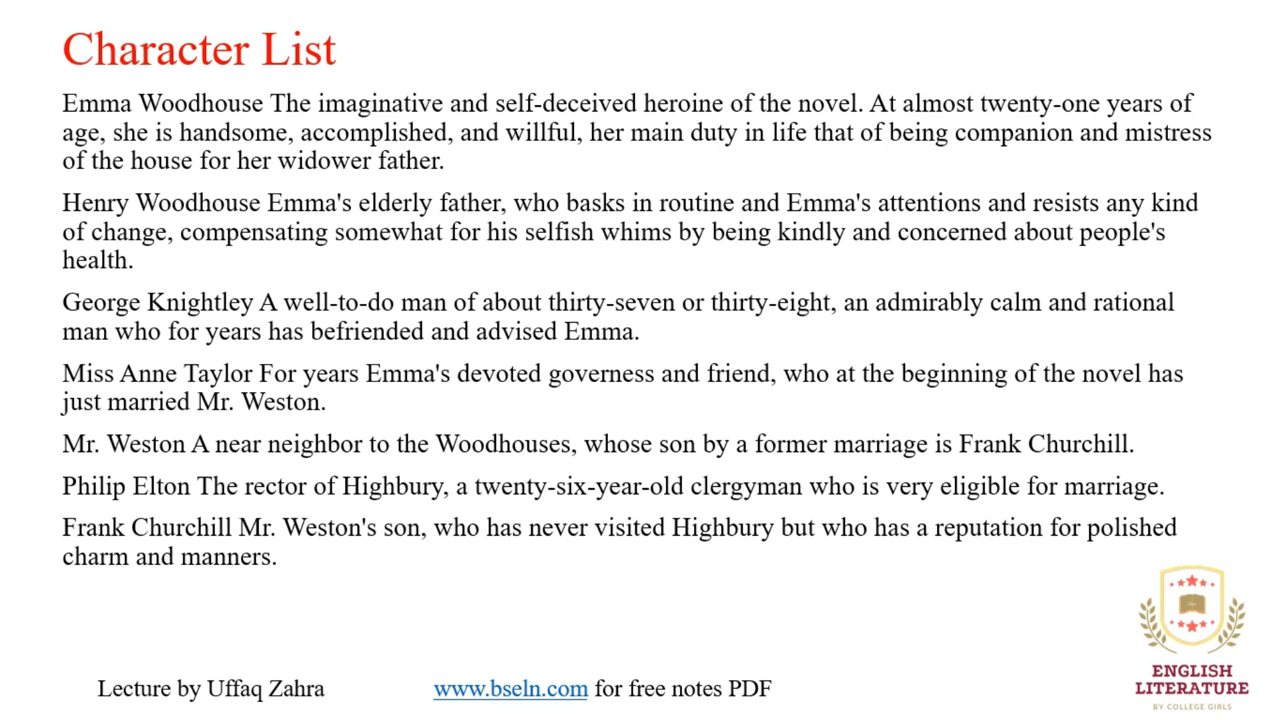 Character List
Emma Woodhouse The imaginative and self-deceived heroine of the novel. At almost twenty-one years of
age, she is handsome, accomplished, and willful, her main duty in life that of being companion and mistress
of the house for her widower father.
Henry Woodhouse Emma's elderly father, who basks in routine and Emma's attentions and resists any kind
of change, compensating somewhat for his selfish whims by being kindly and concerned about people's
health.
George Knightley A well-to-do man of about thirty-seven or thirty-eight, an admirably calm and rational
man who for years has befriended and advised Emma.
Miss Anne Taylor For years Emma's devoted governess and friend, who at the beginning of the novel has
just married Mr. Weston.
Mr. Weston A near neighbor to the Woodhouses, whose son by a former marriage is Frank Churchill.
Philip Elton The rector of Highbury, a twenty-six-year-old clergyman who is very eligible for marriage.
Frank Churchill Mr. Weston's son, who has never visited Highbury but who has a reputation for polished
charm and manners.
Lecture by Uffaq Zahra www.bseln.com for free notes PDF
ENGLISH
LITERATURE
BY COLLEGE GIRLS